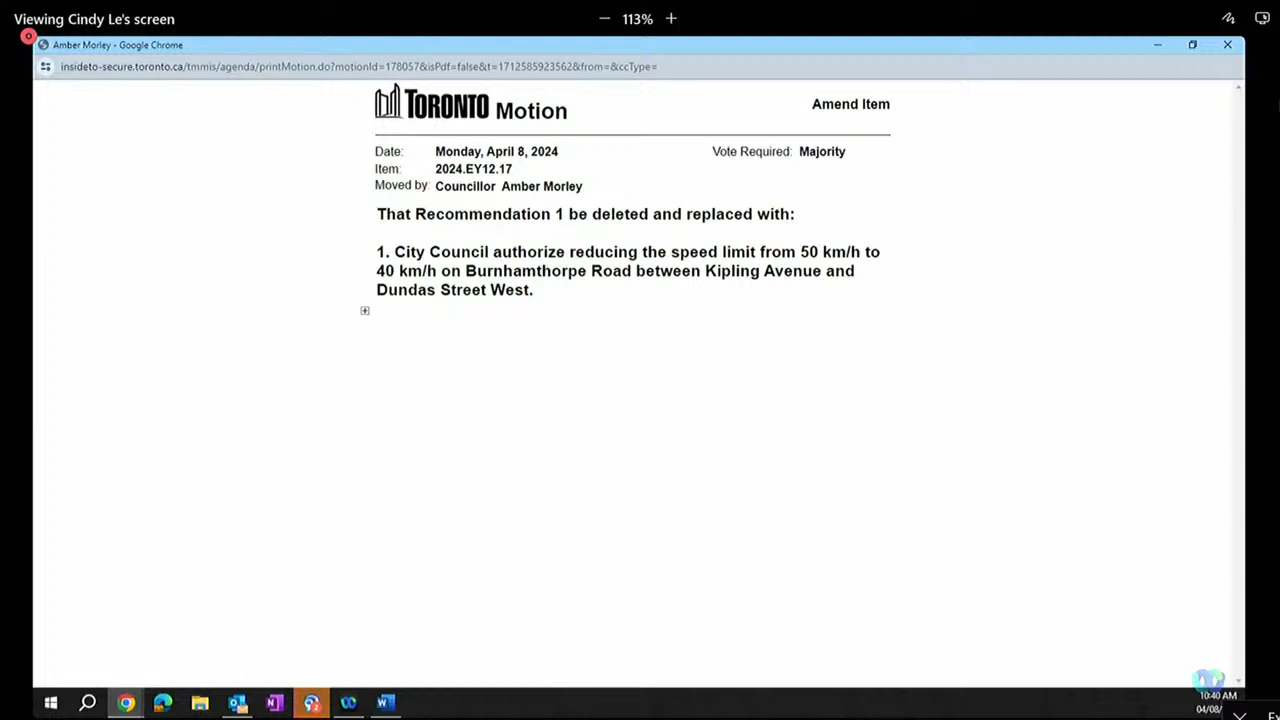 Viewing Cindy Le's screen
113%
Amber Morley - Google Chrome
insideto-secure.toronto.ca/tmmis/agenda/printMotion.do?motionId=178057&isPdf=false&t=1712585923562&from=&ccType=
TORONTO Motion
Amend Item
Date: Monday, April 8, 2024
Vote Required: Majority
Item: 2024.EY12.17
Moved by: Councillor Amber Morley
That Recommendation 1 be deleted and replaced with:
1. City Council authorize reducing the speed limit from 50 km/h to
40 km/h on Burnhamthorpe Road between Kipling Avenue and
Dundas Street West.
10:40 AM
04/08/